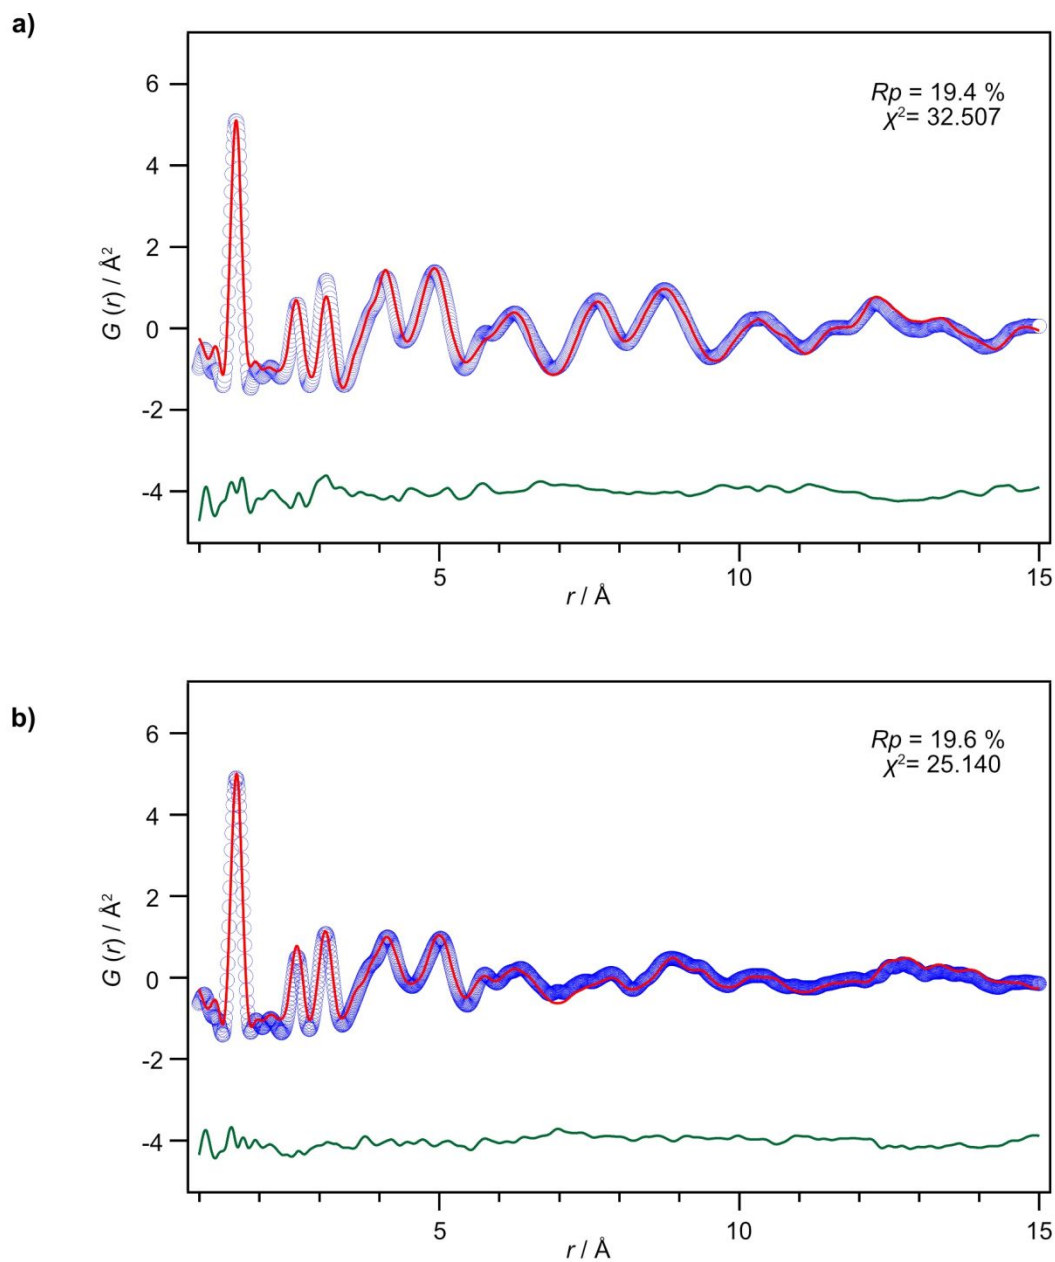 a)
Rp = 19.4 %
χ²= 32.507
6
4
2
0
-2
-4
G (r) / Å²
5
10
15
r / Å
b)
Rp = 19.6 %
χ²= 25.140
6
4
2
0
-2
-4
G (r) / Å²
5
10
15
r / Å